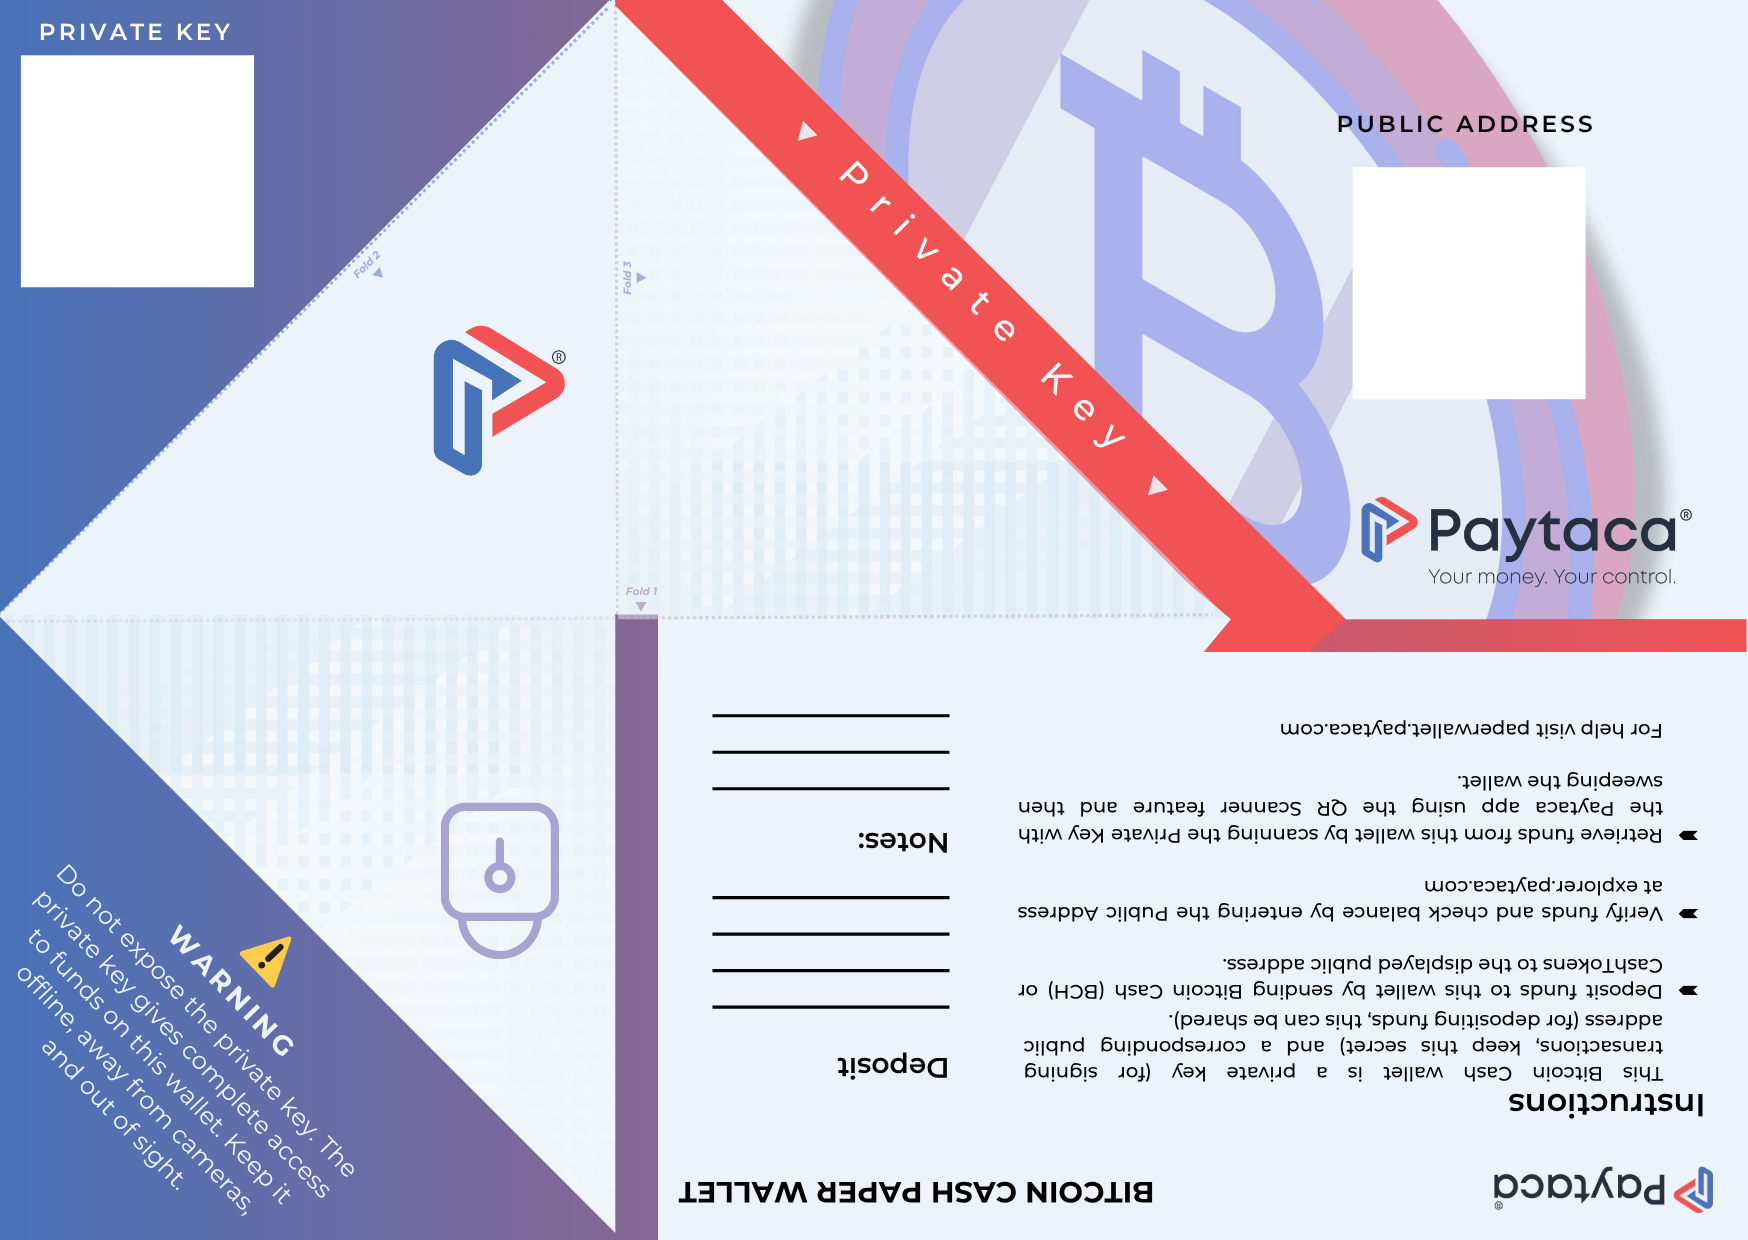 PRIVATE KEY
PUBLIC ADDRESS
Private Key
Fold 2
Fold 3
®
Paytaca®
Your money. Your control.
Fold 1
WARNING
Do not expose the private key. The
private key gives complete access
to funds on this wallet. Keep it
offline, away from cameras,
and out of sight.
Paytaca®
BITCOIN CASH PAPER WALLET
Instructions
This Bitcoin Cash wallet is a private key (for signing
transactions, keep this secret) and a corresponding public
address (for depositing funds, this can be shared).
Deposit funds to this wallet by sending Bitcoin Cash (BCH) or
CashTokens to the displayed public address.
Verify funds and check balance by entering the Public Address
at explorer.paytaca.com
Retrieve funds from this wallet by scanning the Private Key with
the Paytaca app using the QR Scanner feature and then
sweeping the wallet.
For help visit paperwallet.paytaca.com
Deposit
Notes: